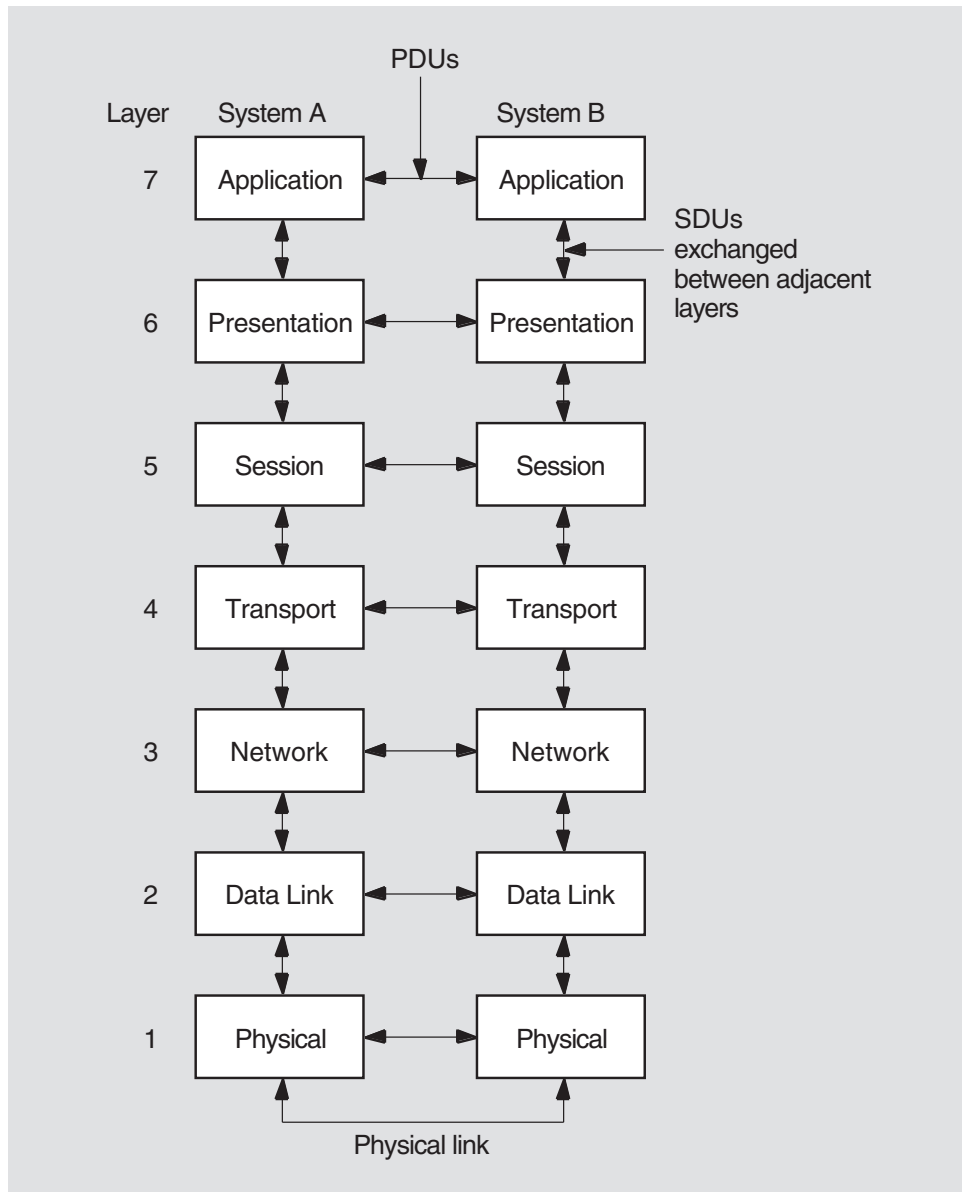 PDUs
Layer System A System B
7 Application Application
SDUs
exchanged
between adjacent
layers
6 Presentation Presentation
5 Session Session
4 Transport Transport
3 Network Network
2 Data Link Data Link
1 Physical Physical
Physical link